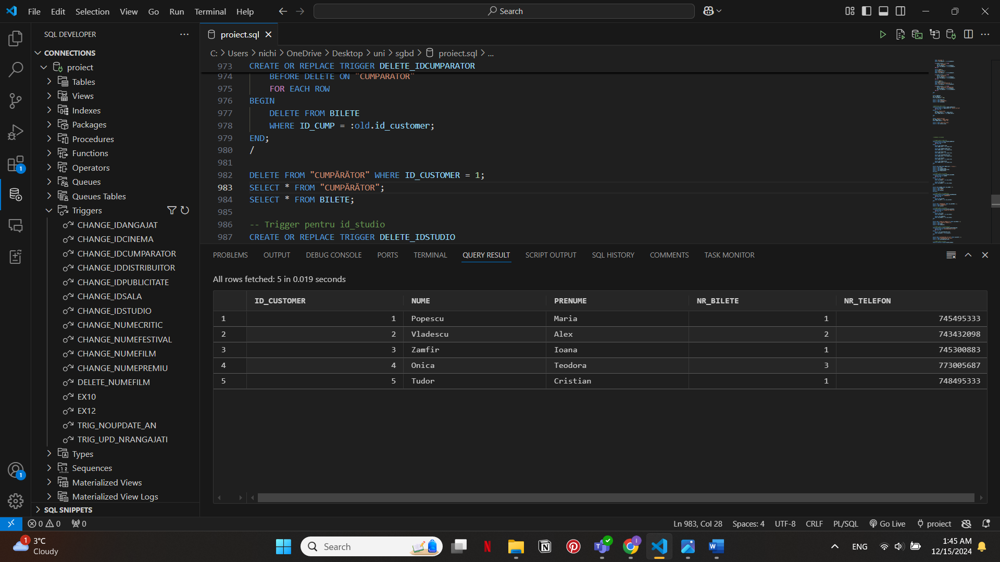 File Edit Selection View Go Run Terminal Help
Search
SQL DEVELOPER
proiect.sql
CONNECTIONS
proiect
Tables
Views
Indexes
Packages
Procedures
Functions
Operators
Queues
Queues Tables
Triggers
CHANGE_IDANGAJAT
CHANGE_IDCINEMA
CHANGE_IDCUMPARATOR
CHANGE_IDDISTRIBUITOR
CHANGE_IDPUBLICITATE
CHANGE_IDSALA
CHANGE_IDSTUDIO
CHANGE_NUMECRITIC
CHANGE_NUMEFESTIVAL
CHANGE_NUMEFILM
CHANGE_NUMEPREMIU
DELETE_NUMEFILM
EX10
EX12
TRIG_NOUPDATE_AN
TRIG_UPD_NRANGAJATI
Types
Sequences
Materialized Views
Materialized View Logs
SQL SNIPPETS
C: > Users > nichi > OneDrive > Desktop > uni > sgbd > proiect.sql > ...
973 CREATE OR REPLACE TRIGGER DELETE_IDCUMPARATOR
974 BEFORE DELETE ON "CUMPĂRĂTOR"
975 FOR EACH ROW
976 BEGIN
977 DELETE FROM BILETE
978 WHERE ID_CUMP = :old.id_customer;
979 END;
980 /
981
982 DELETE FROM "CUMPĂRĂTOR" WHERE ID_CUSTOMER = 1;
983 SELECT * FROM "CUMPĂRĂTOR";
984 SELECT * FROM BILETE;
985
986 -- Trigger pentru id_studio
987 CREATE OR REPLACE TRIGGER DELETE_IDSTUDIO
PROBLEMS OUTPUT DEBUG CONSOLE PORTS TERMINAL QUERY RESULT SCRIPT OUTPUT SQL HISTORY COMMENTS TASK MONITOR
All rows fetched: 5 in 0.019 seconds
ID_CUSTOMER NUME PRENUME NR_BILETE NR_TELEFON
1 1 Popescu Maria 1 745495333
2 2 Vladescu Alex 2 743432098
3 3 Zamfir Ioana 1 745300883
4 4 Onica Teodora 3 773005687
5 5 Tudor Cristian 1 748495333
0 0 0 Ln 983, Col 28 Spaces: 4 UTF-8 CRLF PL/SQL Go Live proiect
1
1
1
3°C
Cloudy
Search
ENG
1:45 AM
12/15/2024